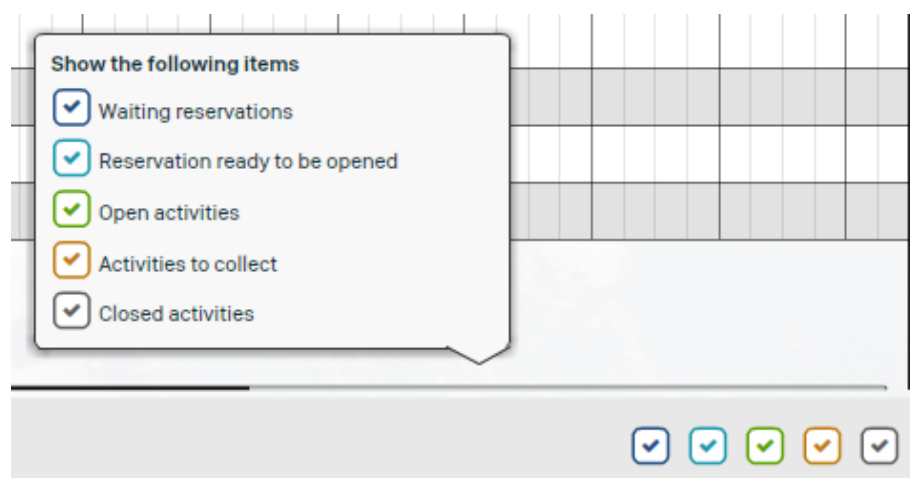 Show the following items
Waiting reservations
Reservation ready to be opened
Open activities
Activities to collect
Closed activities